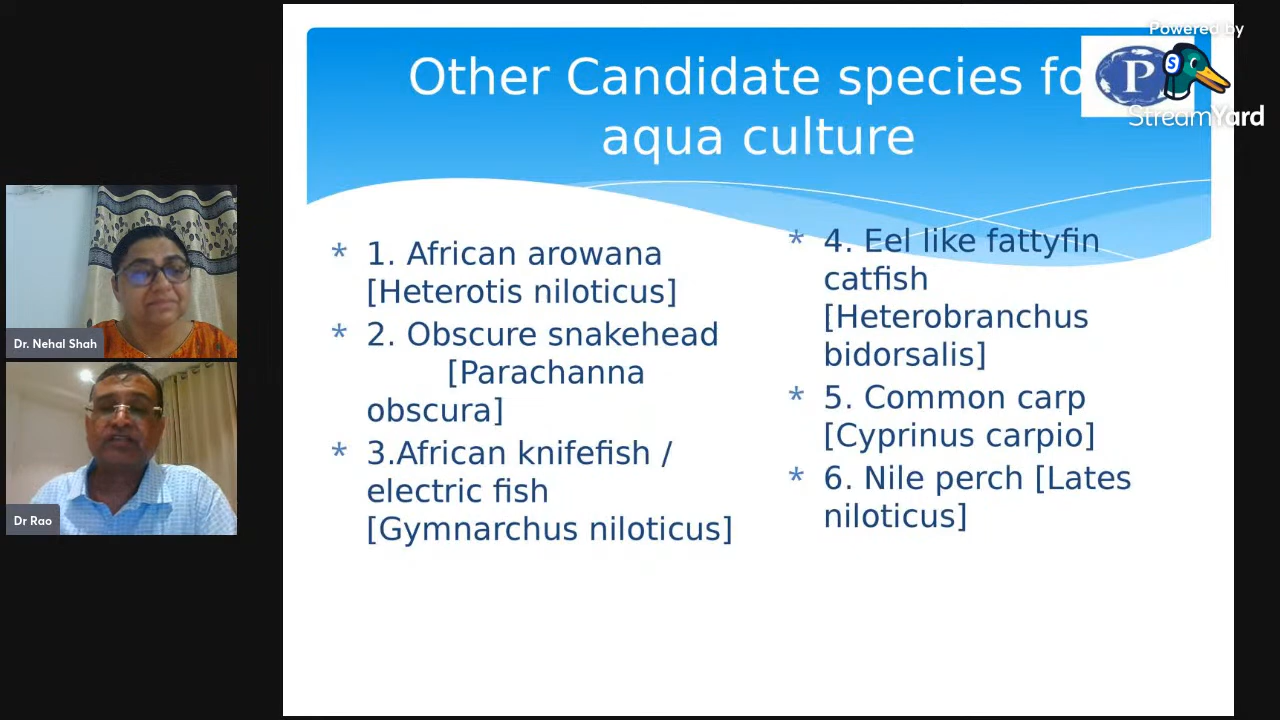 Powered by
StreamYard
P
S
Other Candidate species fo
aqua culture
* 1. African arowana
[Heterotis niloticus]
* 2. Obscure snakehead
[Parachanna
obscura]
* 3.African knifefish /
electric fish
[Gymnarchus niloticus]
* 4. Eel like fattyfin
catfish
[Heterobranchus
bidorsalis]
* 5. Common carp
[Cyprinus carpio]
* 6. Nile perch [Lates
niloticus]
Dr. Nehal Shah
Dr Rao